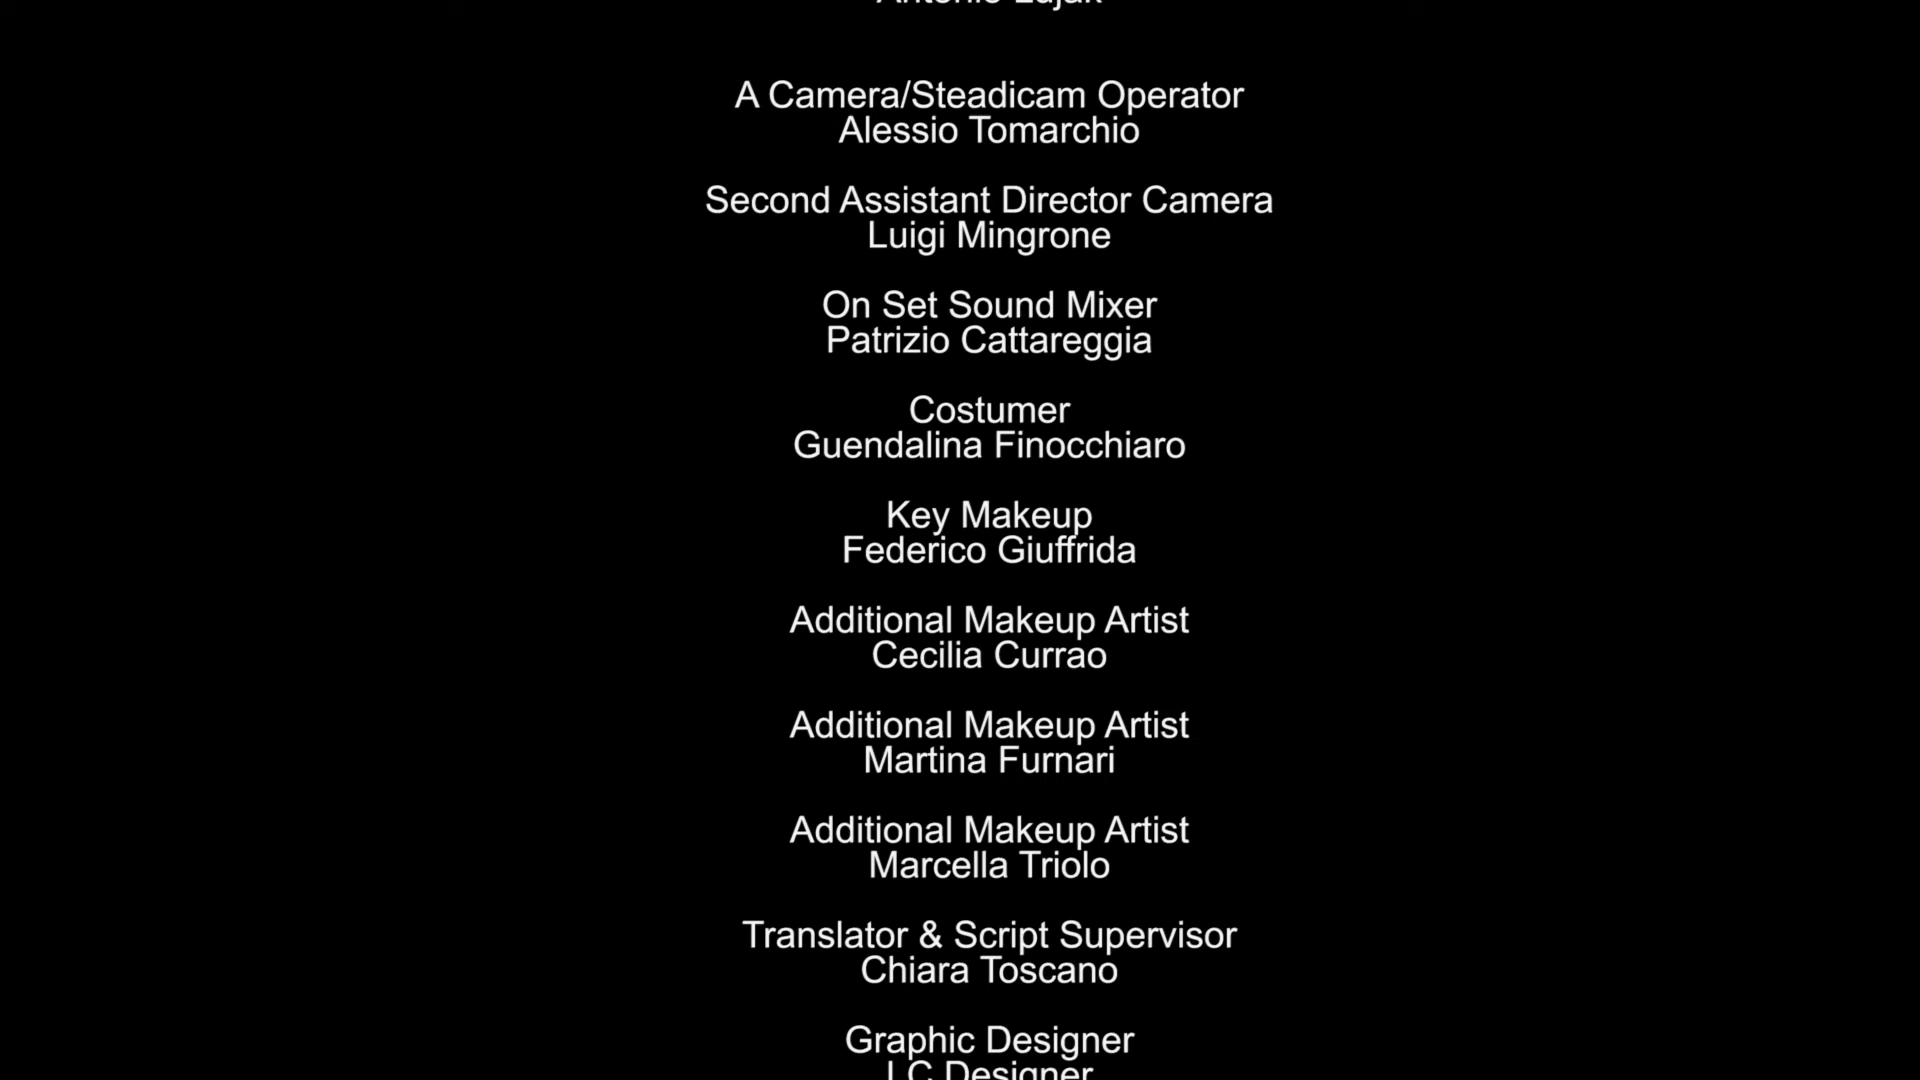 A Camera/Steadicam Operator
Alessio Tomarchio
Second Assistant Director Camera
Luigi Mingrone
On Set Sound Mixer
Patrizio Cattareggia
Costumer
Guendalina Finocchiaro
Key Makeup
Federico Giuffrida
Additional Makeup Artist
Cecilia Currao
Additional Makeup Artist
Martina Furnari
Additional Makeup Artist
Marcella Triolo
Translator & Script Supervisor
Chiara Toscano
Graphic Designer
LC Designer